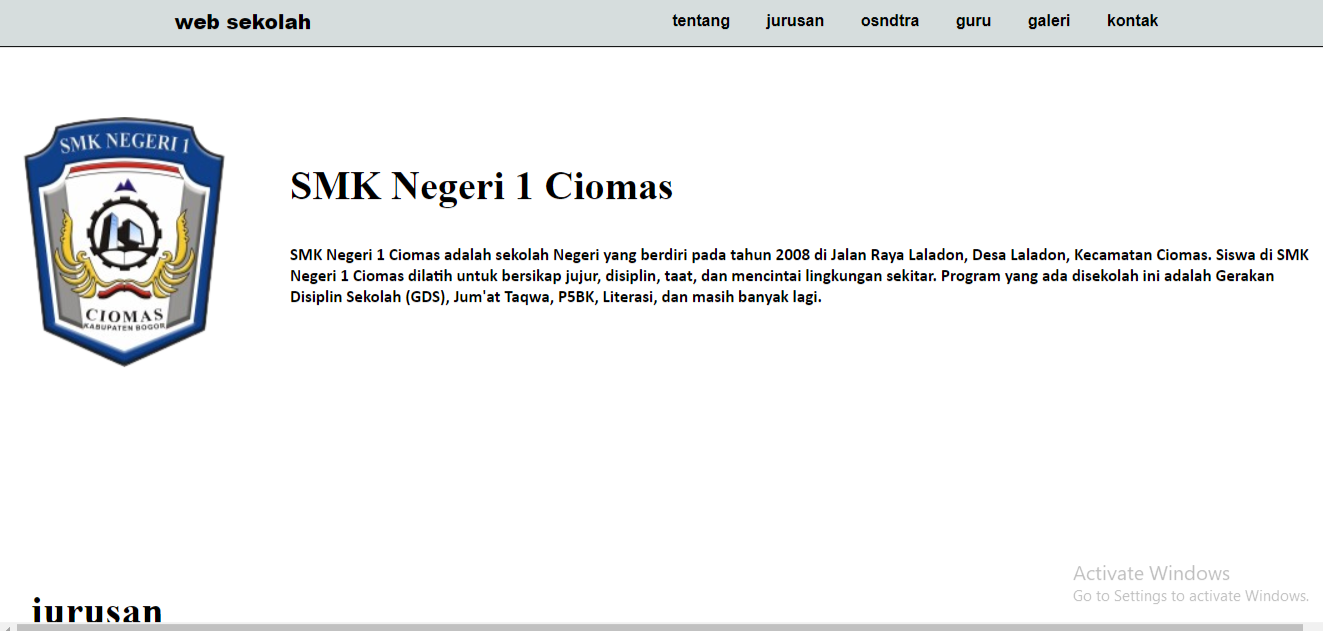 web sekolah
tentang jurusan osndtra guru galeri kontak
SMK NEGERI 1
CIOMAS
KABUPATEN BOGOR
SMK Negeri 1 Ciomas
SMK Negeri 1 Ciomas adalah sekolah Negeri yang berdiri pada tahun 2008 di Jalan Raya Laladon, Desa Laladon, Kecamatan Ciomas. Siswa di SMK
Negeri 1 Ciomas dilatih untuk bersikap jujur, disiplin, taat, dan mencintai lingkungan sekitar. Program yang ada disekolah ini adalah Gerakan
Disiplin Sekolah (GDS), Jum'at Taqwa, P5BK, Literasi, dan masih banyak lagi.
Activate Windows
Go to Settings to activate Windows.
jurusan